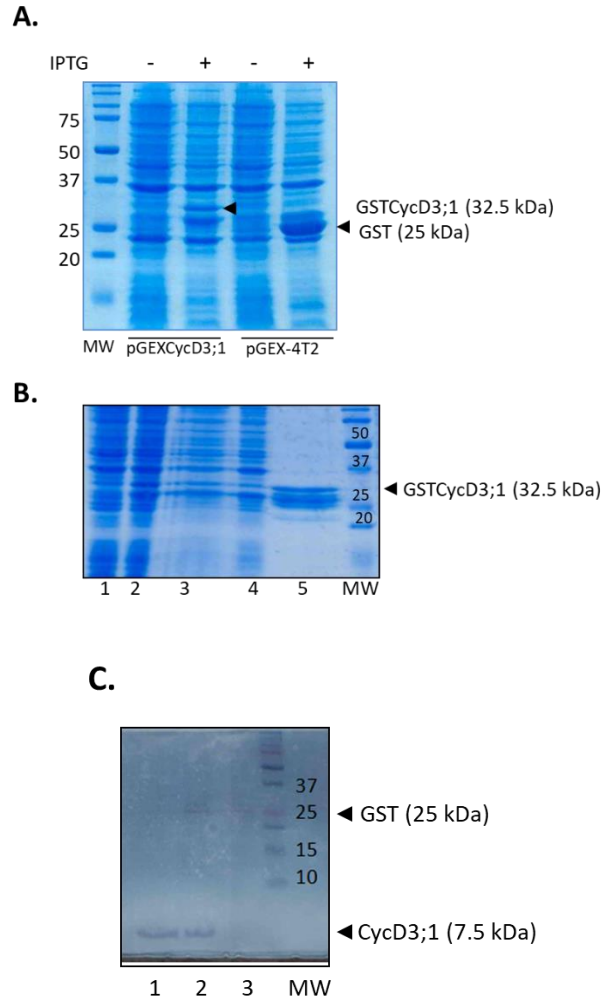 A.
IPTG - + - +
75
50
37
25
20
GSTCycD3;1 (32.5 kDa)
GST (25 kDa)
MW pGEXCycD3;1 pGEX-4T2
B.
50
37
25
20
GSTCycD3;1 (32.5 kDa)
1 2 3 4 5 MW
C.
37
25
15
10
GST (25 kDa)
CycD3;1 (7.5 kDa)
1 2 3 MW